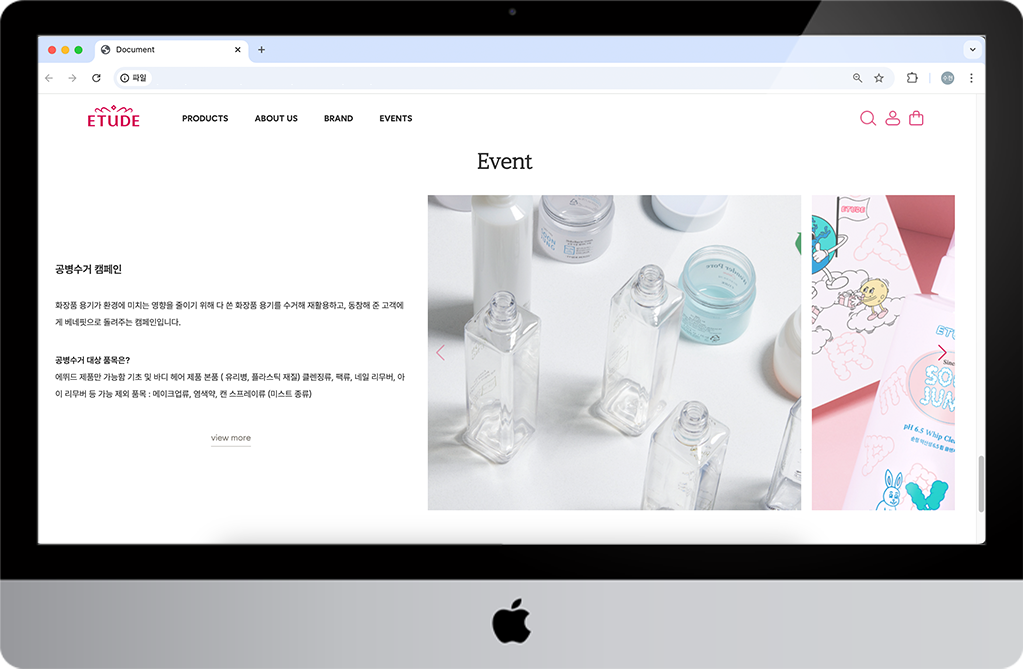 Document
파일
수현
ETUDE
PRODUCTS
ABOUT US
BRAND
EVENTS
Event
공병수거 캠페인
화장품 용기가 환경에 미치는 영향을 줄이기 위해 다 쓴 화장품 용기를 수거해 재활용하고, 동참해 준 고객에
게 베네핏으로 돌려주는 캠페인입니다.
공병수거 대상 품목은?
에뛰드 제품만 가능함 기초 및 바디 헤어 제품 본품 ( 유리병, 플라스틱 재질) 클렌징류, 팩류, 네일 리무버, 아
이 리무버 등 가능 제외 품목 : 메이크업류, 염색약, 캔 스프레이류 (미스트 종류)
view more
Wonder Pore
ETUDE
pH 6.5 Whip Clea